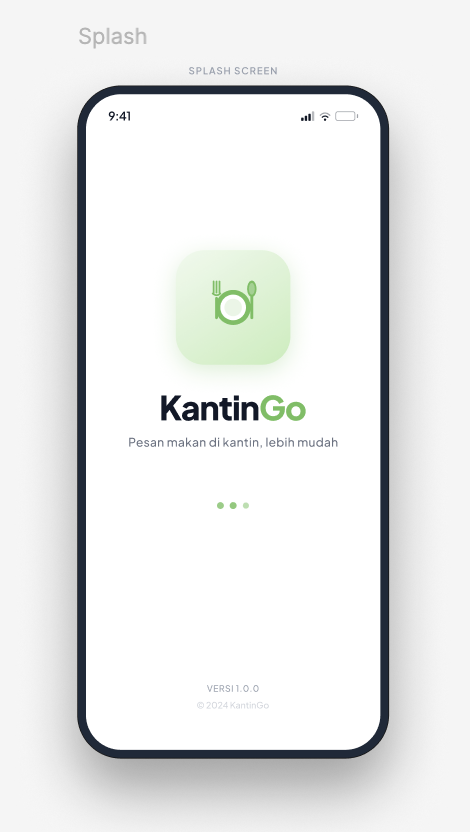 Splash
SPLASH SCREEN
9:41
KantinGo
Pesan makan di kantin, lebih mudah
VERSI 1.0.0
© 2024 KantinGo